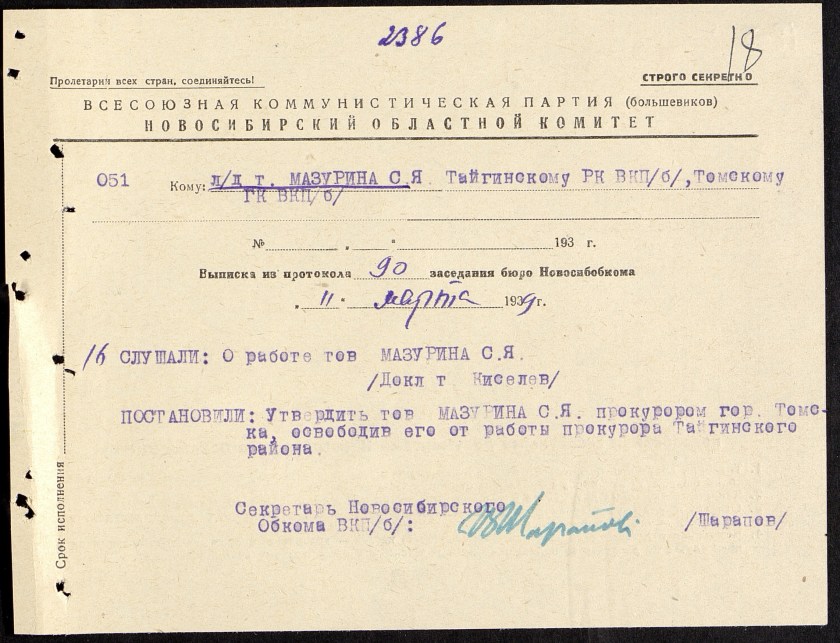 2386
18
Пролетарии всех стран, соединяйтесь!
СТРОГО СЕКРЕТНО
ВСЕСОЮЗНАЯ КОММУНИСТИЧЕСКАЯ ПАРТИЯ (большевиков)
НОВОСИБИРСКИЙ ОБЛАСТНОЙ КОМИТЕТ
051 Кому: л/д т. МАЗУРИНА С.Я. Тайгинскому РК ВКП/б/, Томскому
ГК ВКП/б/
№ „ " 193 г.
Выписка из протокола 90 заседания бюро Новосибобкома
„ 11 " марта 1939 г.
16 СЛУШАЛИ: О работе тов МАЗУРИНА С.Я.
/Докл т Киселев/
ПОСТАНОВИЛИ: Утвердить тов МАЗУРИНА С.Я. прокурором гор. Томс-
ка, освободив его от работы прокурора Тайгинского
района.
Секретарь Новосибирского
Обкома ВКП/б/: Шарапов /Шарапов/
Срок исполнения